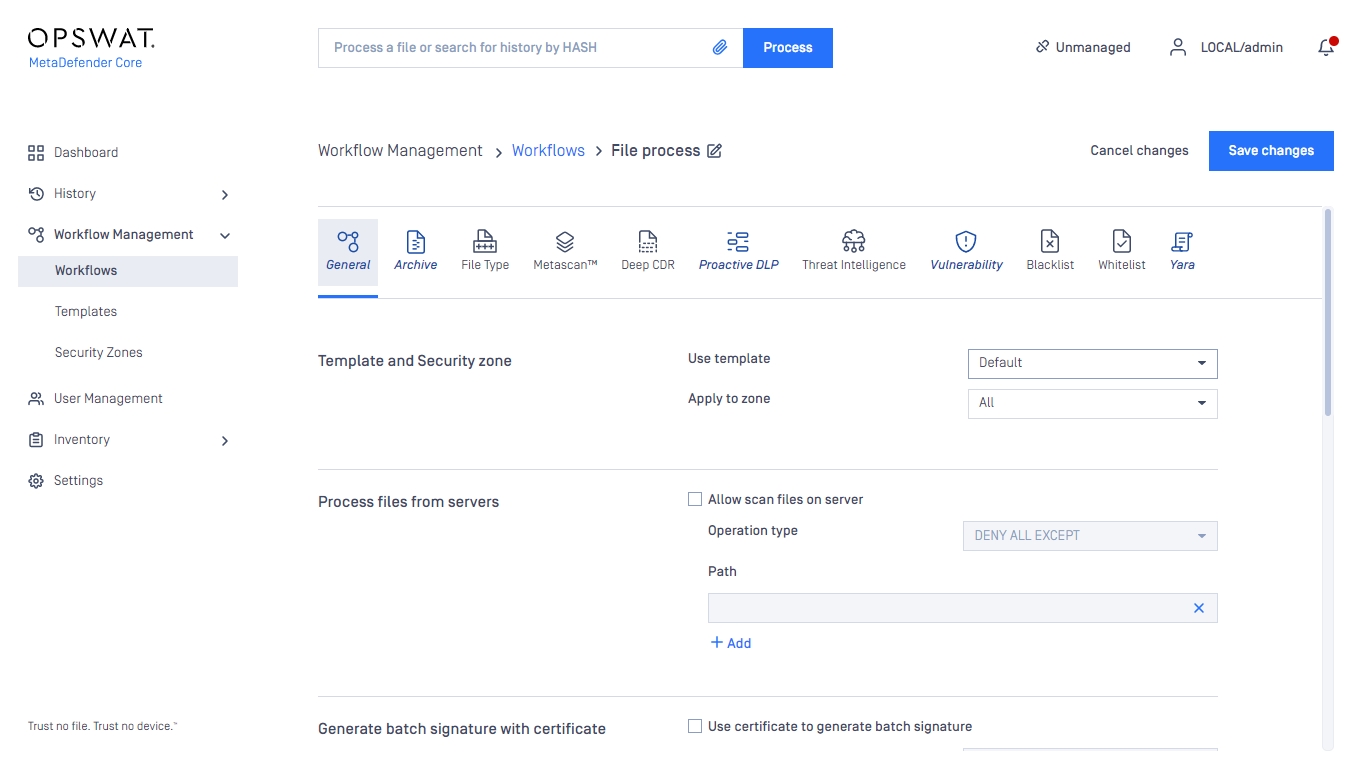 OPSWAT.
MetaDefender Core
Process a file or search for history by HASH
Process
Unmanaged
LOCAL/admin
Dashboard
History
Workflow Management
Workflows
Templates
Security Zones
User Management
Inventory
Settings
Trust no file. Trust no device.™
Workflow Management > Workflows > File process
Cancel changes
Save changes
General
Archive
File Type
Metascan™
Deep CDR
Proactive DLP
Threat Intelligence
Vulnerability
Blacklist
Whitelist
Yara
Template and Security zone
Use template
Default
Apply to zone
All
Process files from servers
Allow scan files on server
Operation type
DENY ALL EXCEPT
Path
+ Add
Generate batch signature with certificate
Use certificate to generate batch signature